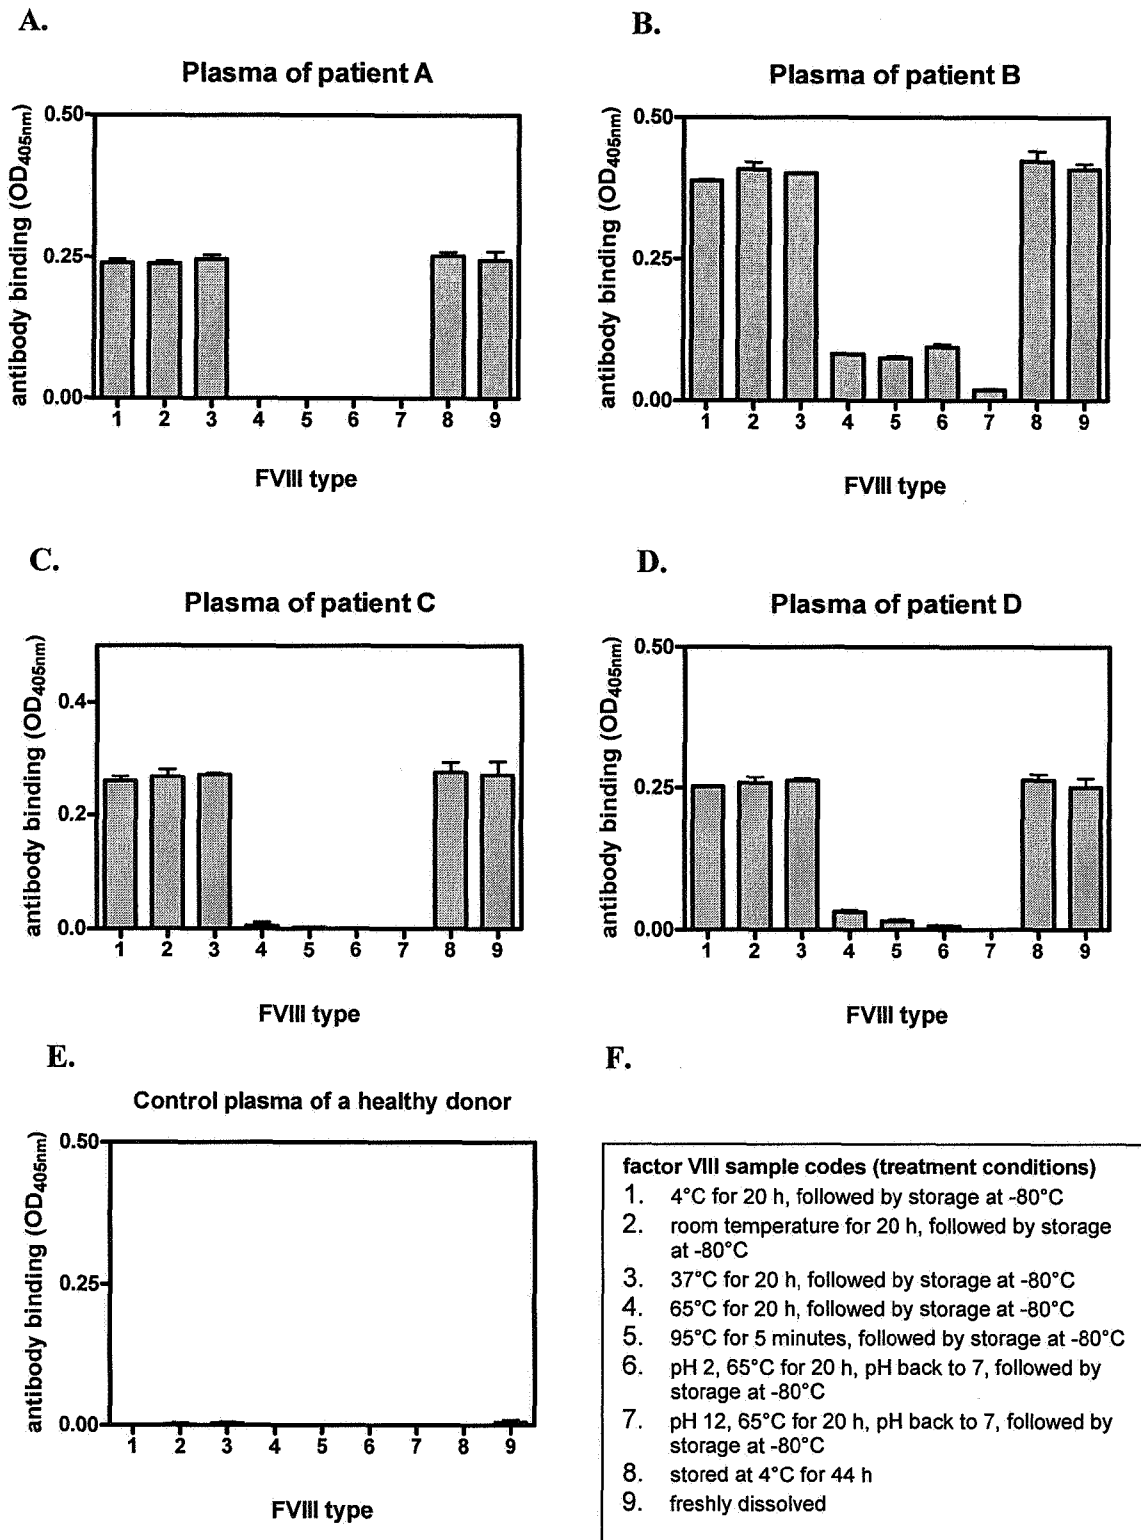 A.
Plasma of patient A
antibody binding (OD405nm)
0.50
0.25
0.00
1 2 3 4 5 6 7 8 9
FVIII type
B.
Plasma of patient B
antibody binding (OD405nm)
0.50
0.25
0.00
1 2 3 4 5 6 7 8 9
FVIII type
C.
Plasma of patient C
antibody binding (OD405nm)
0.4
0.2
0.0
1 2 3 4 5 6 7 8 9
FVIII type
D.
Plasma of patient D
antibody binding (OD405nm)
0.50
0.25
0.00
1 2 3 4 5 6 7 8 9
FVIII type
E.
Control plasma of a healthy donor
antibody binding (OD405nm)
0.50
0.25
0.00
1 2 3 4 5 6 7 8 9
FVIII type
F.
factor VIII sample codes (treatment conditions)
1. 4°C for 20 h, followed by storage at -80°C
2. room temperature for 20 h, followed by storage
at -80°C
3. 37°C for 20 h, followed by storage at -80°C
4. 65°C for 20 h, followed by storage at -80°C
5. 95°C for 5 minutes, followed by storage at -80°C
6. pH 2, 65°C for 20 h, pH back to 7, followed by
storage at -80°C
7. pH 12, 65°C for 20 h, pH back to 7, followed by
storage at -80°C
8. stored at 4°C for 44 h
9. freshly dissolved